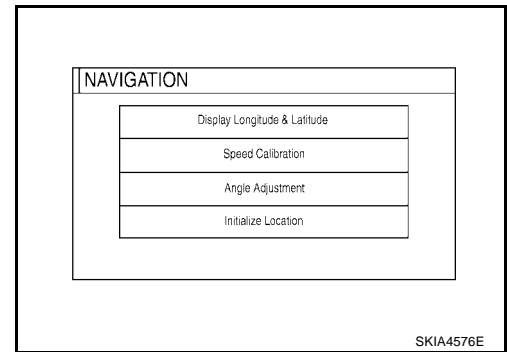 NAVIGATION
Display Longitude & Latitude
Speed Calibration
Angle Adjustment
Initialize Location
SKIA4576E